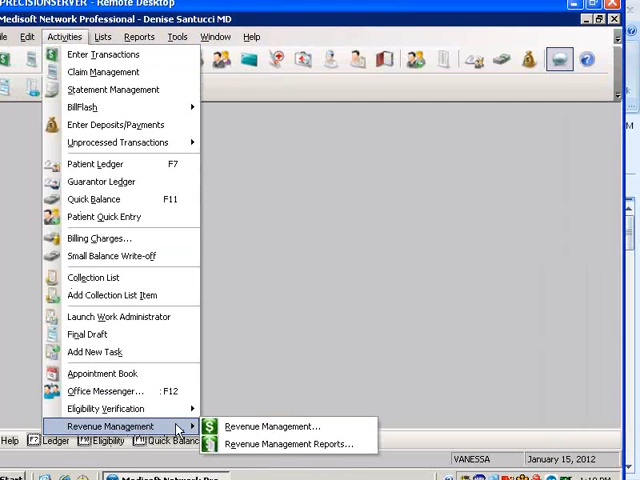 PRECISIONSERVER - Remote Desktop
Medisoft Network Professional - Denise Santucci MD
Edit Activities Lists Reports Tools Window Help
Enter Transactions
Claim Management
Statement Management
BillFlash
Enter Deposits/Payments
Unprocessed Transactions
Patient Ledger F7
Guarantor Ledger
Quick Balance F11
Patient Quick Entry
Billing Charges...
Small Balance Write-off
Collection List
Add Collection List Item
Launch Work Administrator
Final Draft
Add New Task
Appointment Book
Office Messenger... F12
Eligibility Verification
Revenue Management
Revenue Management...
Revenue Management Reports...
Help F7 Ledger Eligibility Quick Balance
VANESSA January 15, 2012
Medisoft Network Pro...